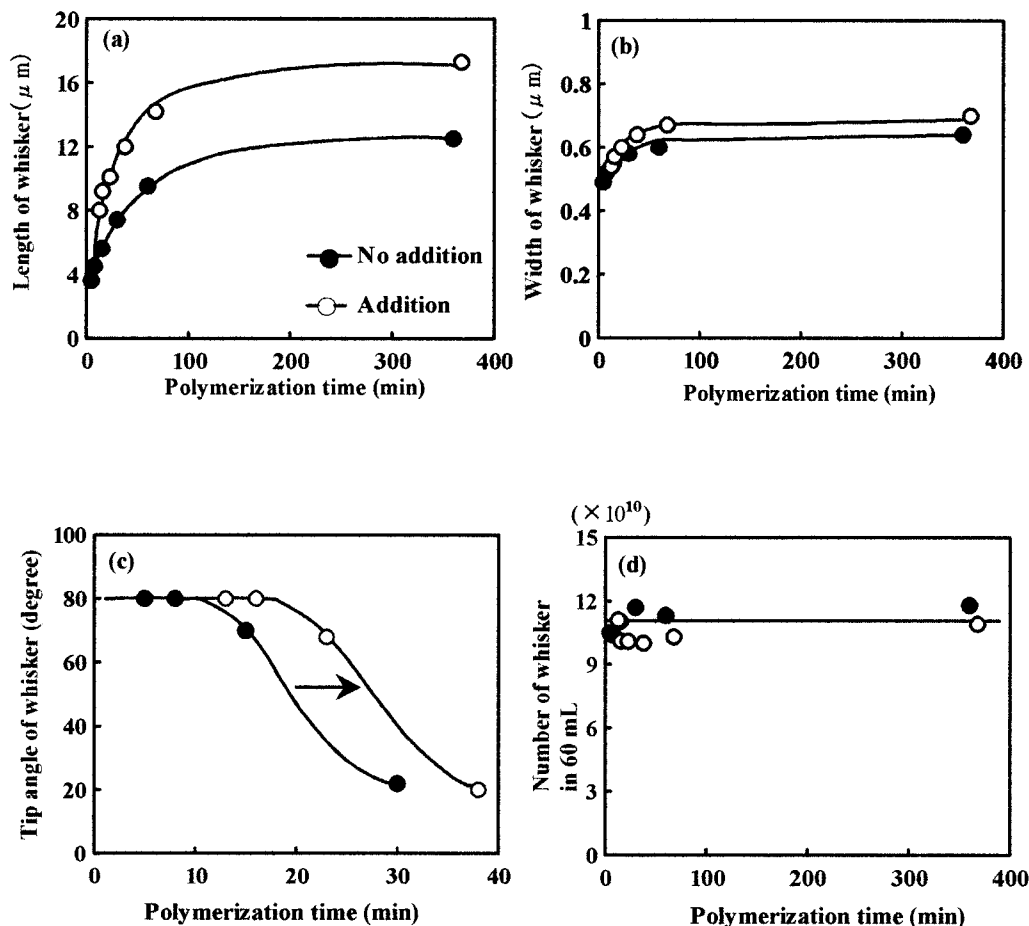 (a)
Length of whisker (μ m)
20
16
12
8
4
0
No addition
Addition
0 100 200 300 400
Polymerization time (min)
(b)
Width of whisker (μ m)
1
0.8
0.6
0.4
0.2
0
0 100 200 300 400
Polymerization time (min)
(c)
Tip angle of whisker (degree)
100
80
60
40
20
0
0 10 20 30 40
Polymerization time (min)
(×10¹⁰)
(d)
Number of whisker
in 60 mL
15
12
9
6
3
0
0 100 200 300 400
Polymerization time (min)